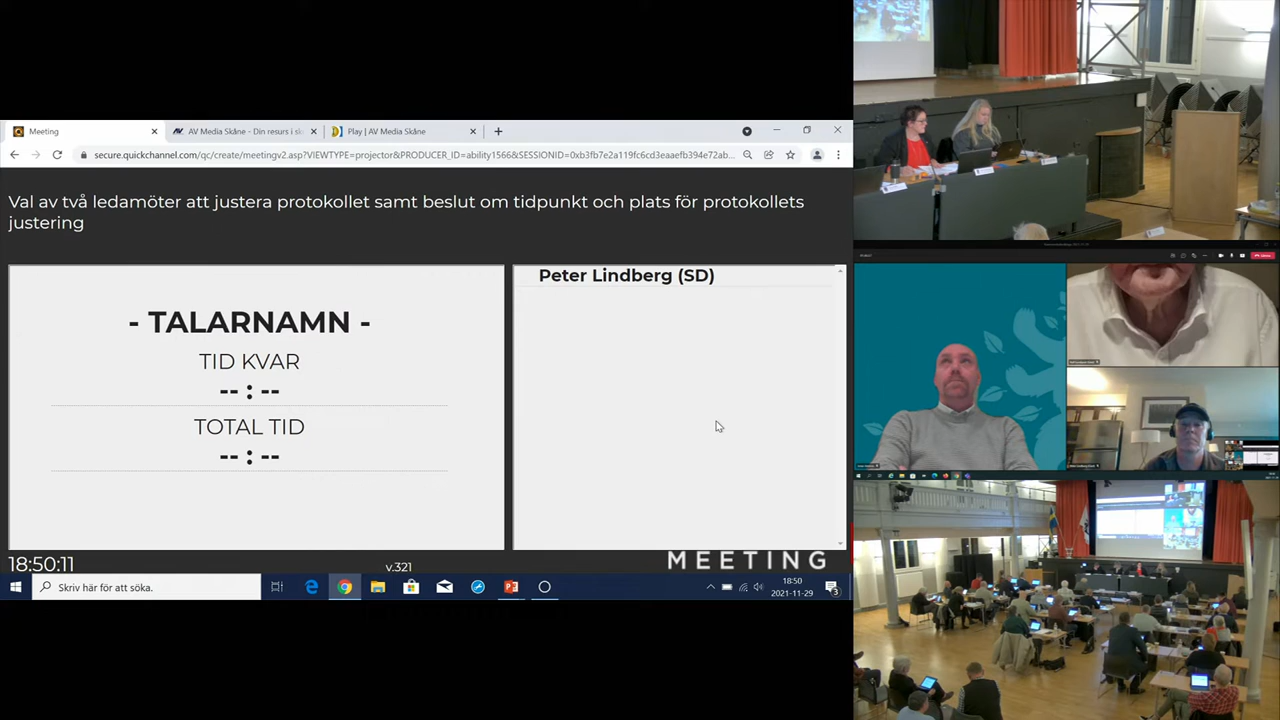 Meeting
AV Media Skåne - Din resurs i sk
Play | AV Media Skåne
secure.quickchannel.com/qc/create/meetingv2.asp?VIEWTYPE=projector&PRODUCER_ID=ability1566&SESSIONID=0xb3fb7e2a119fc6cd3eaaefb394e72ab...
Val av två ledamöter att justera protokollet samt beslut om tidpunkt och plats för protokollets
justering
- TALARNAMN -
TID KVAR
-- : --
TOTAL TID
-- : --
Peter Lindberg (SD)
18:50:11
v.321
MEETING
Skriv här för att söka.
18:50
2021-11-29
3